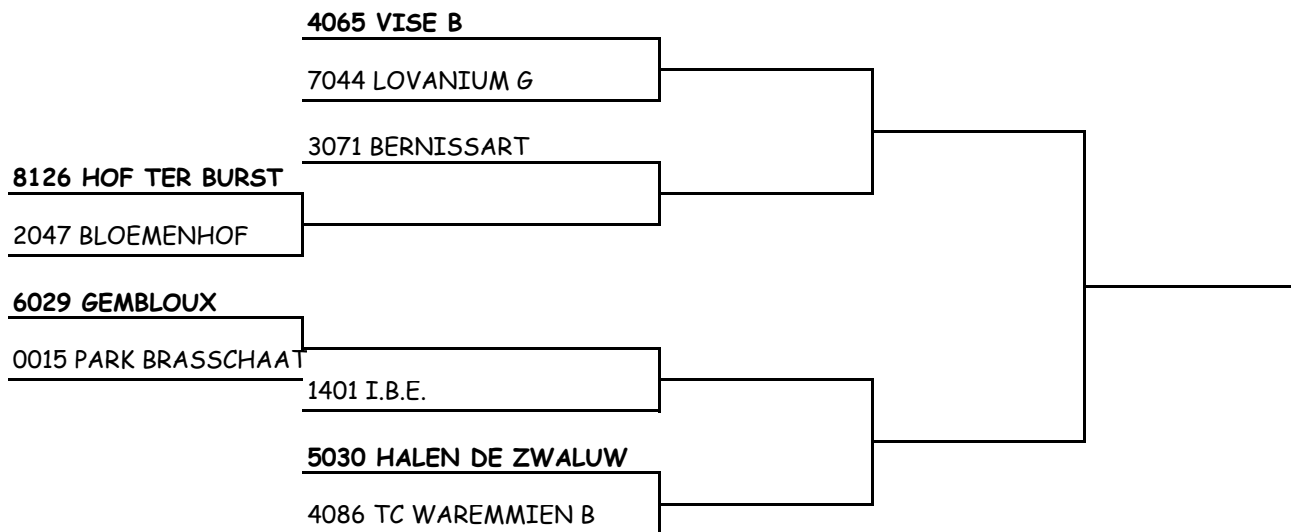 4065 VISE B
7044 LOVANIUM G
3071 BERNISSART
8126 HOF TER BURST
2047 BLOEMENHOF
6029 GEMBLOUX
0015 PARK BRASSCHAAT
1401 I.B.E.
5030 HALEN DE ZWALUW
4086 TC WAREMMIEN B